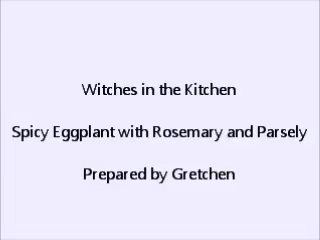 Witches in the Kitchen
Spicy Eggplant with Rosemary and Parsely
Prepared by Gretchen